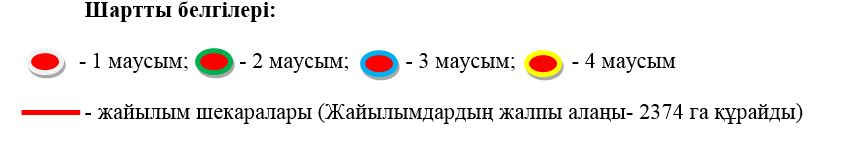 Шартты белгілері:
- 1 маусым; - 2 маусым; - 3 маусым; - 4 маусым
- жайылым шекаралары (Жайылымдардың жалпы алаңы- 2374 га құрайды)